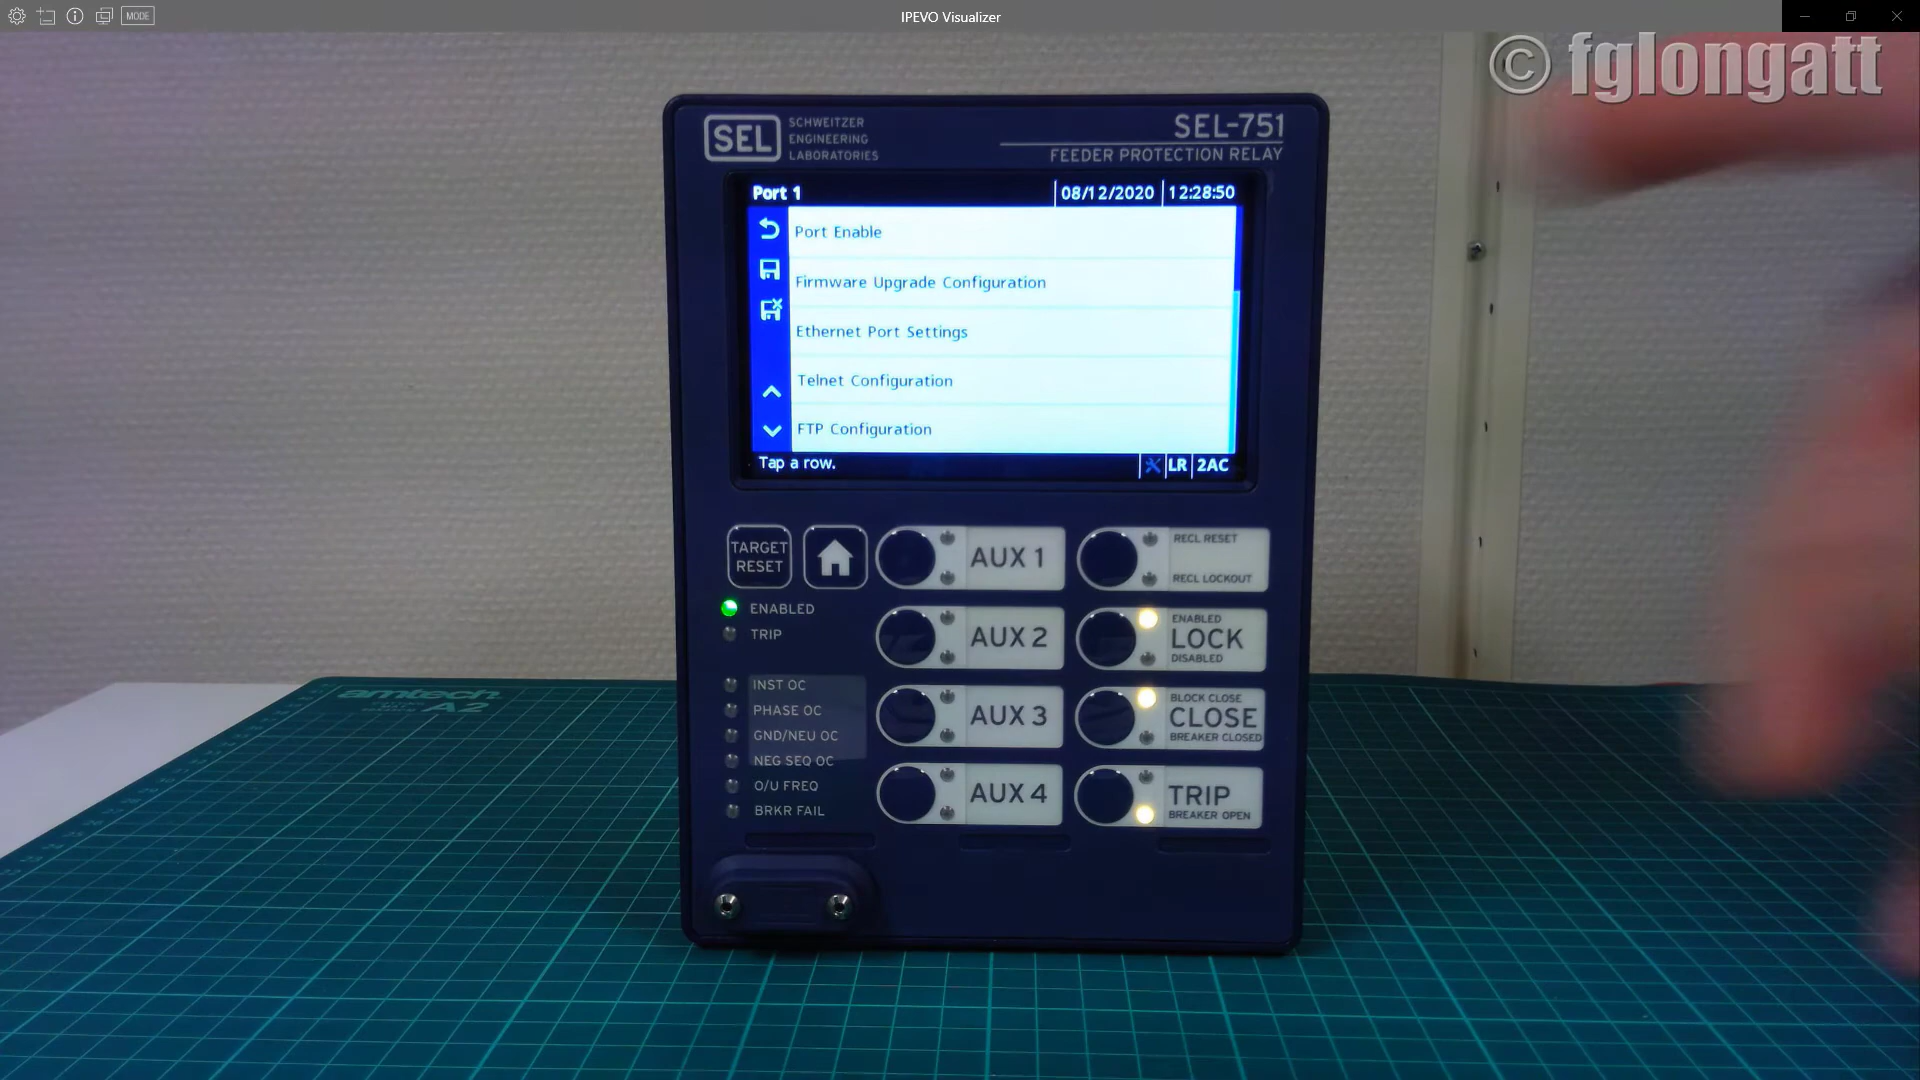 MODE
IPEVO Visualizer
© fglongatt
SEL
SCHWEITZER
ENGINEERING
LABORATORIES
SEL-751
FEEDER PROTECTION RELAY
Port 1
08/12/2020
12:28:50
Port Enable
Firmware Upgrade Configuration
Ethernet Port Settings
Telnet Configuration
FTP Configuration
Tap a row.
LR
2AC
TARGET
RESET
ENABLED
TRIP
INST OC
PHASE OC
GND/NEU OC
NEG SEQ OC
O/U FREQ
BRKR FAIL
AUX 1
AUX 2
AUX 3
AUX 4
RECL RESET
RECL LOCKOUT
ENABLED
LOCK
DISABLED
BLOCK CLOSE
CLOSE
BREAKER CLOSED
TRIP
BREAKER OPEN
amtech
A2